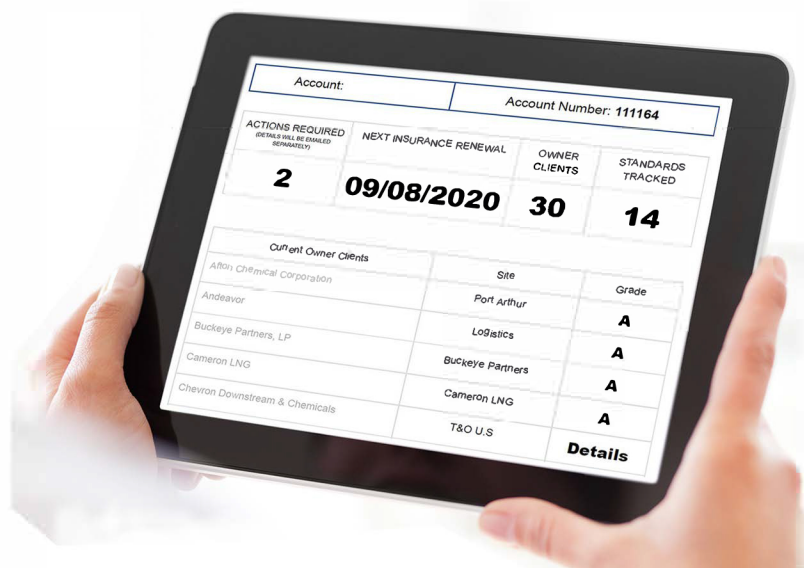 Account:
Account Number: 111164
ACTIONS REQUIRED
(DETAILS WILL BE EMAILED
SEPARATELY)
NEXT INSURANCE RENEWAL
OWNER
CLIENTS
STANDARDS
TRACKED
2
09/08/2020
30
14
Current Owner Clients
Site
Grade
Afton Chemical Corporation
Port Arthur
A
Andeavor
Logistics
A
Buckeye Partners, LP
Buckeye Partners
A
Cameron LNG
Cameron LNG
A
Chevron Downstream & Chemicals
T&O U.S
Details